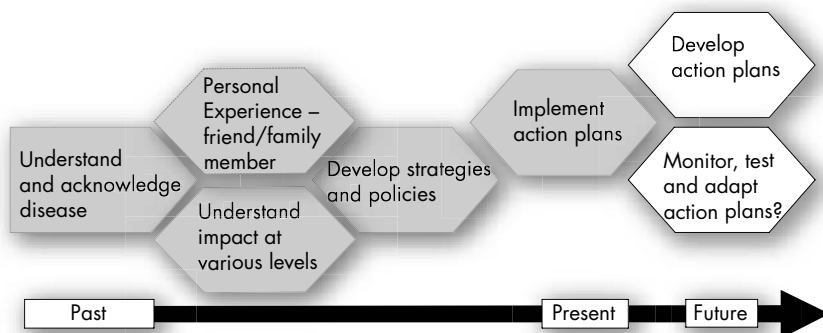 Understand
and acknowledge
disease
Personal
Experience –
friend/family
member
Understand
impact at
various levels
Develop strategies
and policies
Implement
action plans
Develop
action plans
Monitor, test
and adapt
action plans?
Past
Present
Future